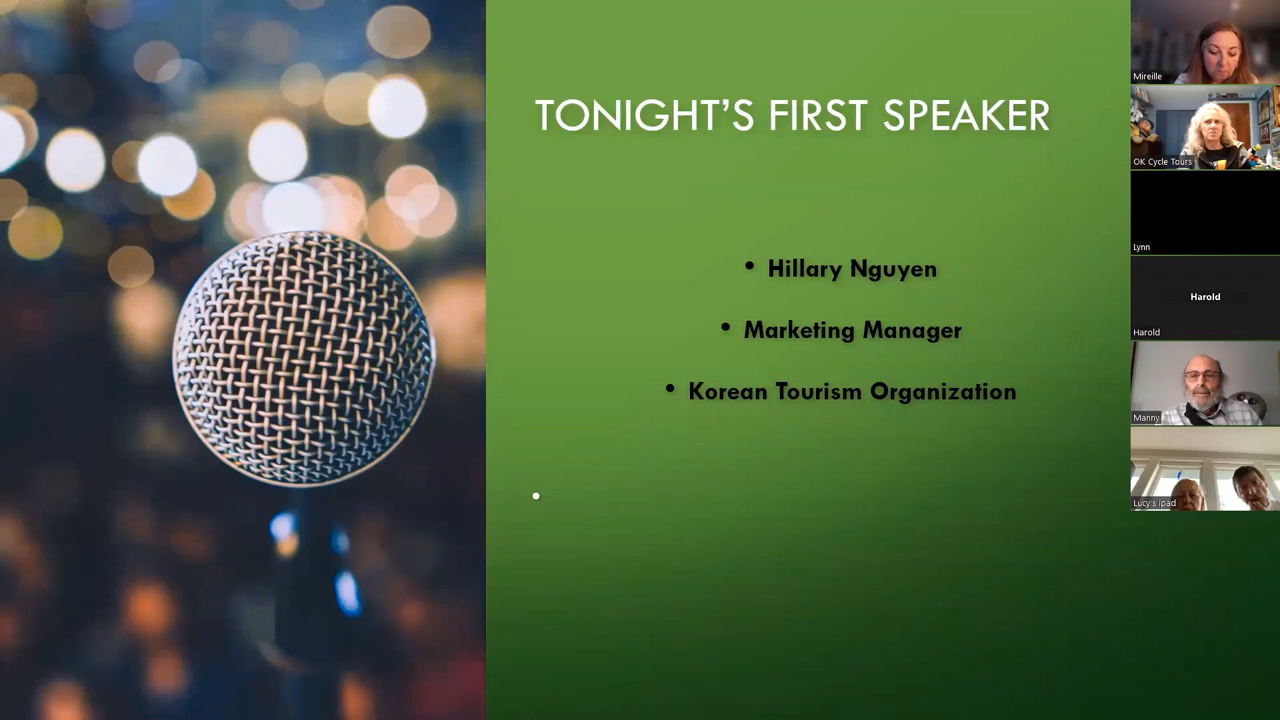 TONIGHT'S FIRST SPEAKER
• Hillary Nguyen
• Marketing Manager
• Korean Tourism Organization
Mireille
OK Cycle Tours
Lynn
Harold
Harold
Manny
Lucy's ipad